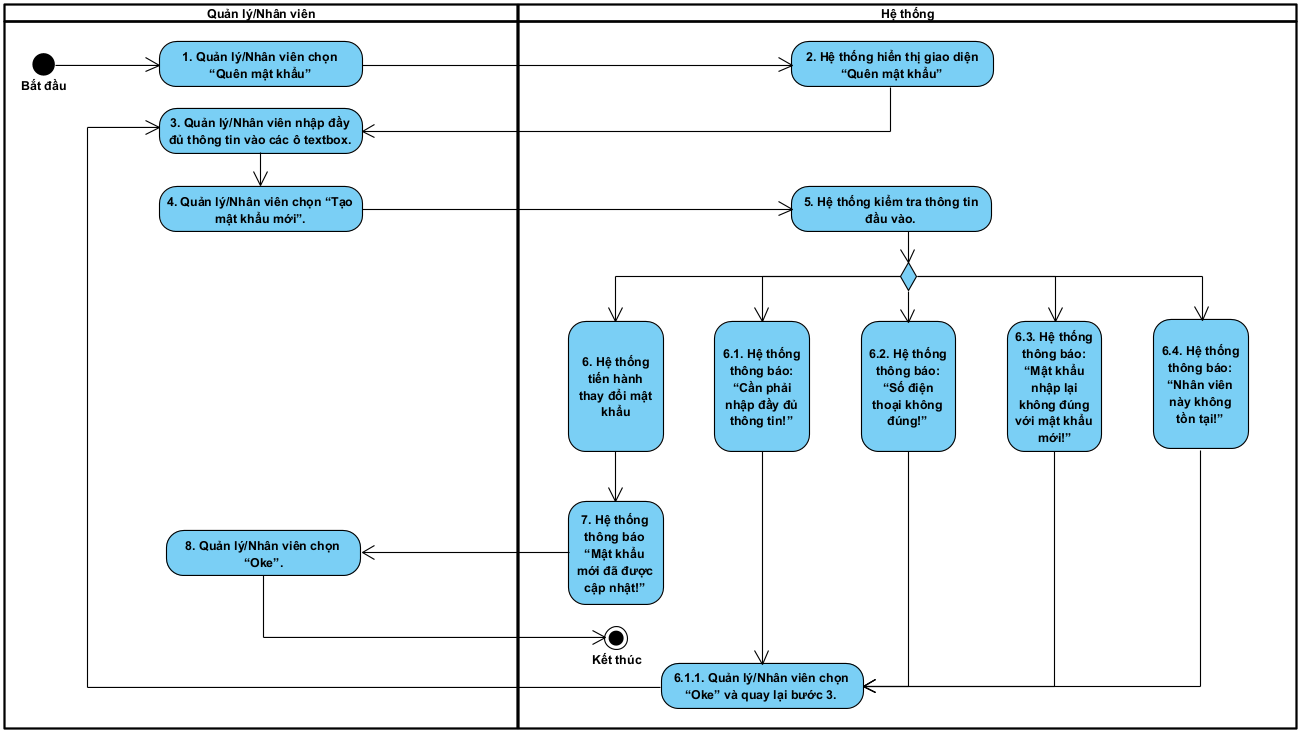 Quản lý/Nhân viên
Hệ thống
Bắt đầu
1. Quản lý/Nhân viên chọn
“Quên mật khẩu”
2. Hệ thống hiển thị giao diện
“Quên mật khẩu”
3. Quản lý/Nhân viên nhập đầy
đủ thông tin vào các ô textbox.
4. Quản lý/Nhân viên chọn “Tạo
mật khẩu mới”.
5. Hệ thống kiểm tra thông tin
đầu vào.
6. Hệ thống
tiến hành
thay đổi mật
khẩu
6.1. Hệ thống
thông báo:
“Cần phải
nhập đầy đủ
thông tin!”
6.2. Hệ thống
thông báo:
“Số điện
thoại không
đúng!”
6.3. Hệ thống
thông báo:
“Mật khẩu
nhập lại
không đúng
với mật khẩu
mới!”
6.4. Hệ thống
thông báo:
“Nhân viên
này không
tồn tại!”
7. Hệ thống
thông báo
“Mật khẩu
mới đã được
cập nhật!”
8. Quản lý/Nhân viên chọn
“Oke”.
Kết thúc
6.1.1. Quản lý/Nhân viên chọn
“Oke” và quay lại bước 3.